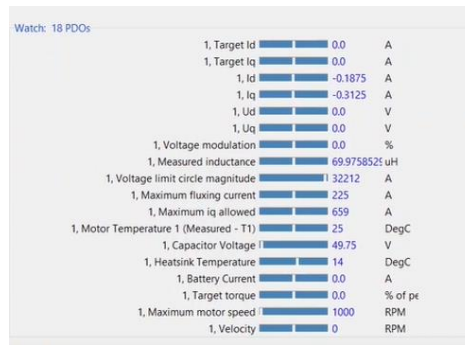 Watch: 18 PDOs
1, Target Id 0.0 A
1, Target Iq 0.0 A
1, Id -0.1875 A
1, Iq -0.3125 A
1, Ud 0.0 V
1, Uq 0.0 V
1, Voltage modulation 0.0 %
1, Measured inductance 69.9758529 uH
1, Voltage limit circle magnitude 32212 A
1, Maximum fluxing current 225 A
1, Maximum iq allowed 659 A
1, Motor Temperature 1 (Measured - T1) 25 DegC
1, Capacitor Voltage 49.75 V
1, Heatsink Temperature 14 DegC
1, Battery Current 0.0 A
1, Target torque 0.0 % of pe
1, Maximum motor speed 1000 RPM
1, Velocity 0 RPM